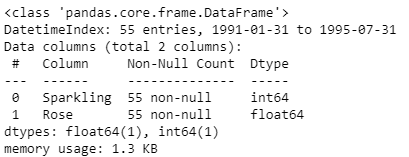 <class 'pandas.core.frame.DataFrame'>
DatetimeIndex: 55 entries, 1991-01-31 to 1995-07-31
Data columns (total 2 columns):
 #   Column     Non-Null Count  Dtype
---  ------     --------------  -----
 0   Sparkling  55 non-null     int64
 1   Rose       55 non-null     float64
dtypes: float64(1), int64(1)
memory usage: 1.3 KB